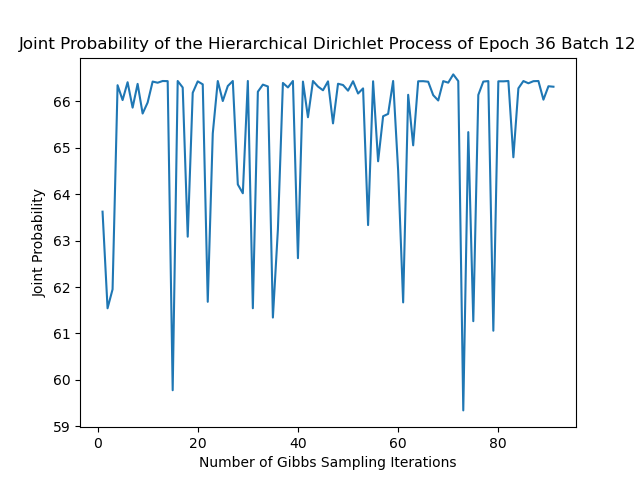 Joint Probability of the Hierarchical Dirichlet Process of Epoch 36 Batch 12
66
65
64
63
62
61
60
59
Joint Probability
0 20 40 60 80
Number of Gibbs Sampling Iterations